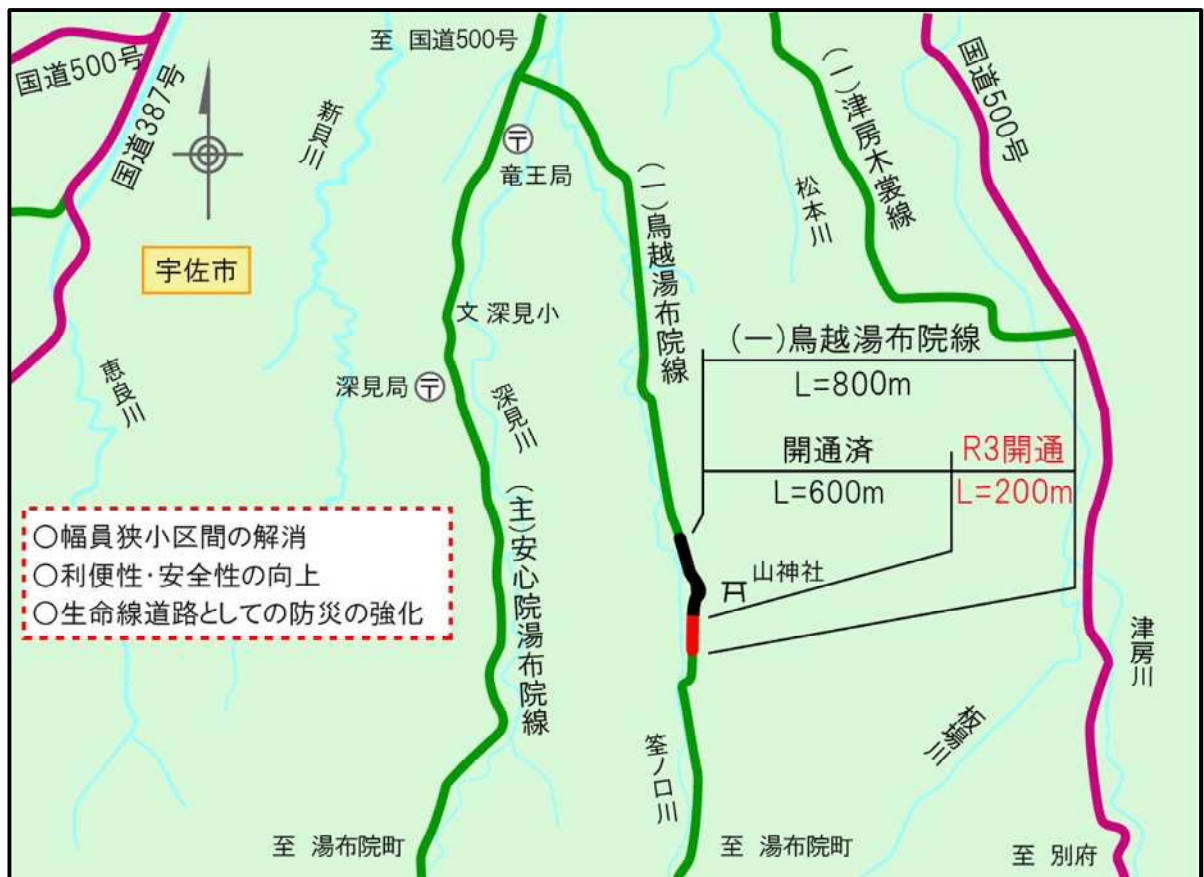 国道500号
国道387号
至 国道500号
新貝川
竜王局
(一)鳥越湯布院線
(一)津房木裳線
国道500号
松本川
宇佐市
文 深見小
恵良川
深見局
深見川
(主)安心院湯布院線
(一)鳥越湯布院線
L=800m
開通済
R3開通
L=600m
L=200m
○幅員狭小区間の解消
○利便性・安全性の向上
○生命線道路としての防災の強化
山神社
津房川
板場川
筌ノ口川
至 湯布院町
至 湯布院町
至 別府